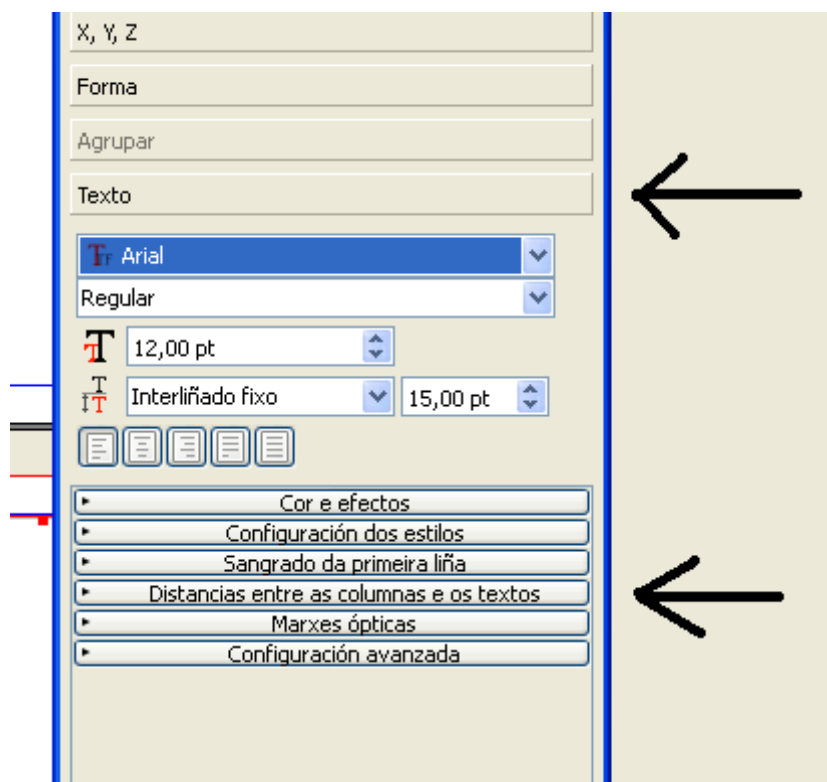 X, Y, Z
Forma
Agrupar
Texto
Arial
Regular
12,00 pt
Interliñado fixo 15,00 pt
Cor e efectos
Configuración dos estilos
Sangrado da primeira liña
Distancias entre as columnas e os textos
Marxes ópticas
Configuración avanzada